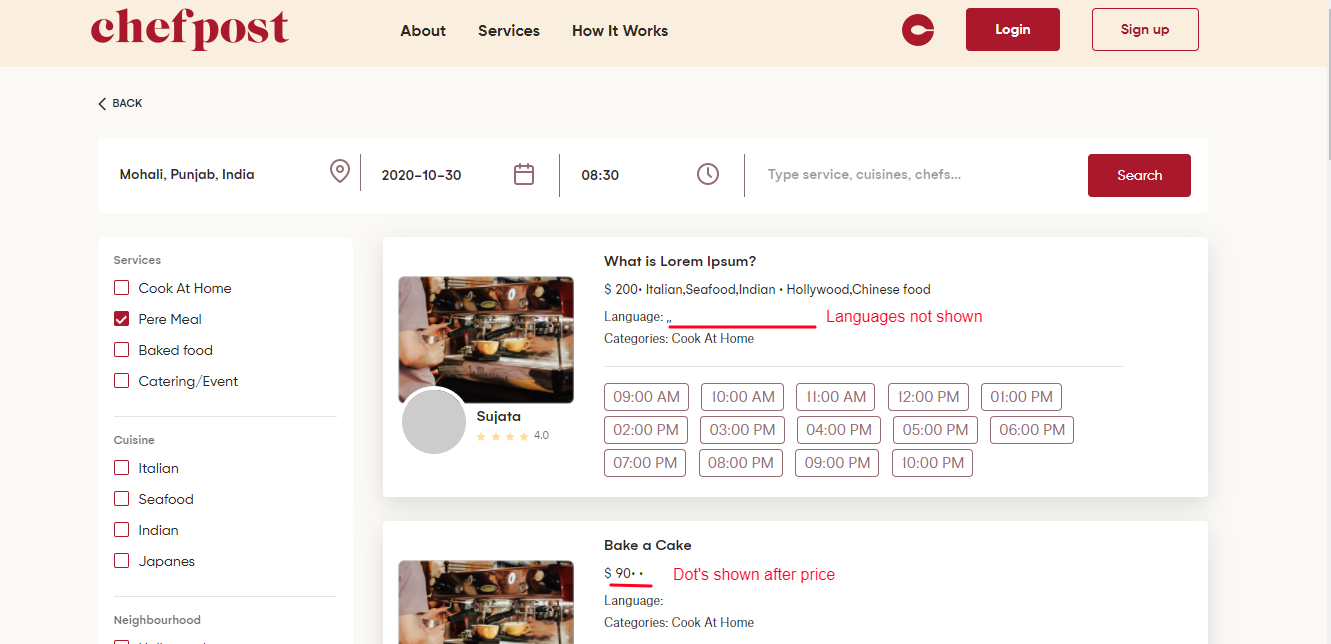 chefpost
About Services How It Works
Login
Sign up
BACK
Mohali, Punjab, India
2020-10-30
08:30
Type service, cuisines, chefs...
Search
Services
Cook At Home
Pere Meal
Baked food
Catering/Event
Cuisine
Italian
Seafood
Indian
Japanes
Neighbourhood
What is Lorem Ipsum?
$ 200• Italian,Seafood,Indian • Hollywood,Chinese food
Language: ,,
Languages not shown
Categories: Cook At Home
09:00 AM 10:00 AM 11:00 AM 12:00 PM 01:00 PM
02:00 PM 03:00 PM 04:00 PM 05:00 PM 06:00 PM
07:00 PM 08:00 PM 09:00 PM 10:00 PM
Sujata
4.0
Bake a Cake
$ 90• •
Dot's shown after price
Language:
Categories: Cook At Home